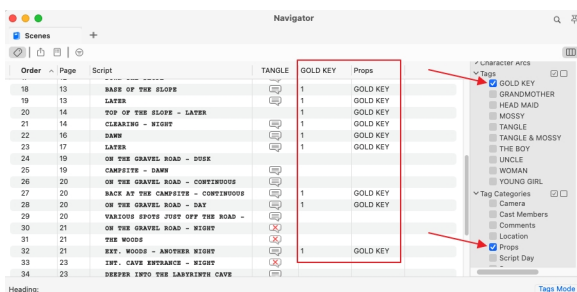 Navigator
Scenes +
Order Page Script TANGLE GOLD KEY Props
18 13 BASE OF THE SLOPE 1 GOLD KEY
19 13 LATER 1 GOLD KEY
20 14 TOP OF THE SLOPE - LATER 1 GOLD KEY
21 14 CLEARING - NIGHT 1 GOLD KEY
22 16 DAWN 1 GOLD KEY
23 17 LATER 1 GOLD KEY
24 19 ON THE GRAVEL ROAD - DUSK
25 19 CAMPSITE - DAWN
26 20 ON THE GRAVEL ROAD - CONTINUOUS
27 20 BACK AT THE CAMPSITE - CONTINUOUS 1 GOLD KEY
28 20 ON THE GRAVEL ROAD - DAY 1 GOLD KEY
29 20 VARIOUS SPOTS JUST OFF THE ROAD -
30 21 ON THE GRAVEL ROAD - NIGHT
31 21 THE WOODS
32 21 EXT. WOODS - ANOTHER NIGHT 1 GOLD KEY
33 23 INT. CAVE ENTRANCE - NIGHT
34 23 DEEPER INTO THE LABYRINTH CAVE
Heading:
Character Arcs
Tags
GOLD KEY
GRANDMOTHER
HEAD MAID
MOSSY
TANGLE
TANGLE & MOSSY
THE BOY
UNCLE
WOMAN
YOUNG GIRL
Tag Categories
Camera
Cast Members
Comments
Location
Props
Script Day
Tags Mode